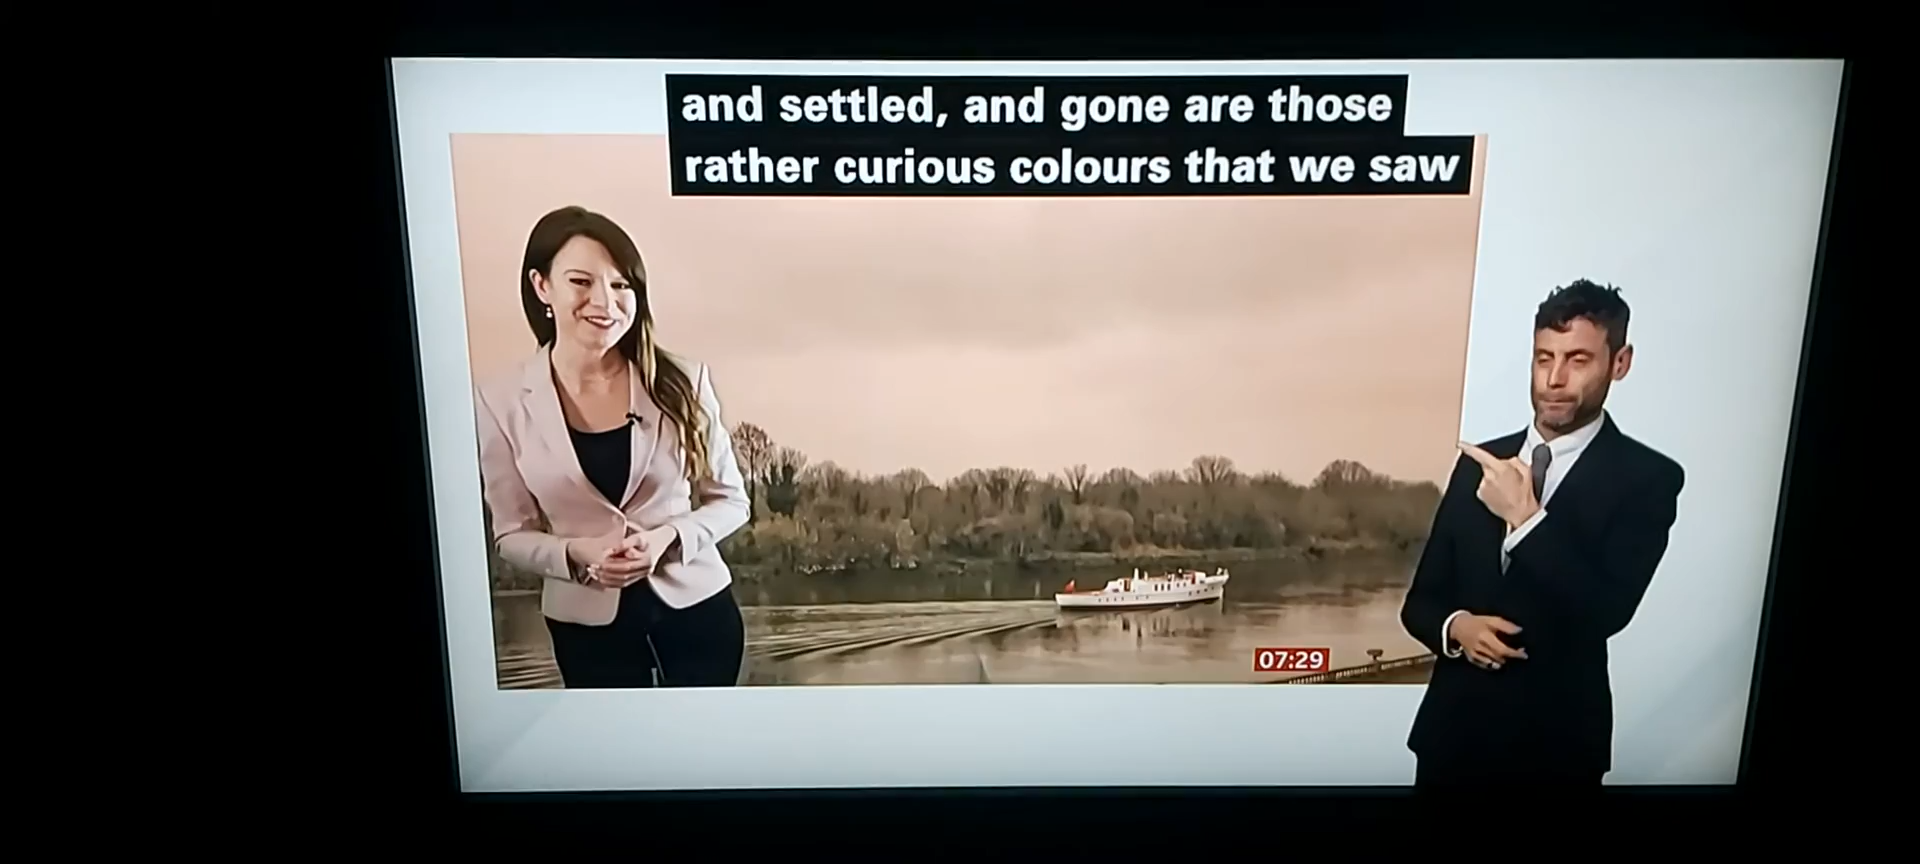 and settled, and gone are those
rather curious colours that we saw
07:29